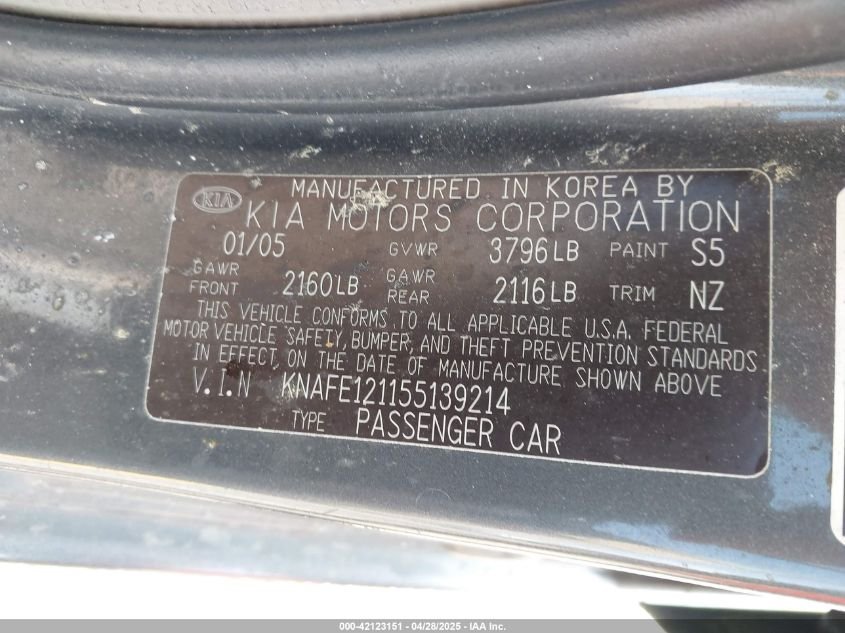 MANUFACTURED IN KOREA BY
KIA KIA MOTORS CORPORATION
01/05 GVWR 3796LB PAINT S5
GAWR FRONT 2160LB GAWR REAR 2116LB TRIM NZ
THIS VEHICLE CONFORMS TO ALL APPLICABLE U.S.A. FEDERAL
MOTOR VEHICLE SAFETY, BUMPER, AND THEFT PREVENTION STANDARDS
IN EFFECT ON THE DATE OF MANUFACTURE SHOWN ABOVE
V.I.N KNAFE121155139214
TYPE PASSENGER CAR
000-42123151 - 04/28/2025 - IAA Inc.